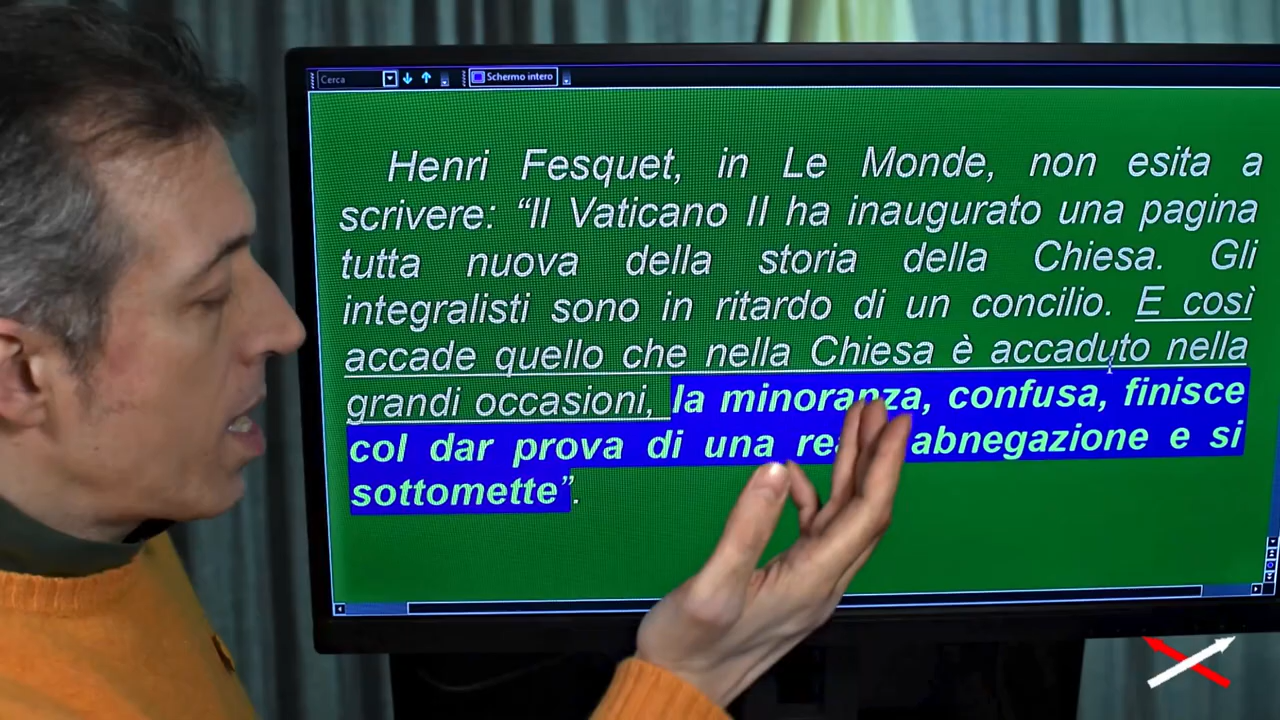 Cerca
Schermo intero
Henri Fesquet, in Le Monde, non esita a
scrivere: “Il Vaticano II ha inaugurato una pagina
tutta nuova della storia della Chiesa. Gli
integralisti sono in ritardo di un concilio. E così
accade quello che nella Chiesa è accaduto nella
grandi occasioni, la minoranza, confusa, finisce
col dar prova di una abnegazione e si
sottomette”.